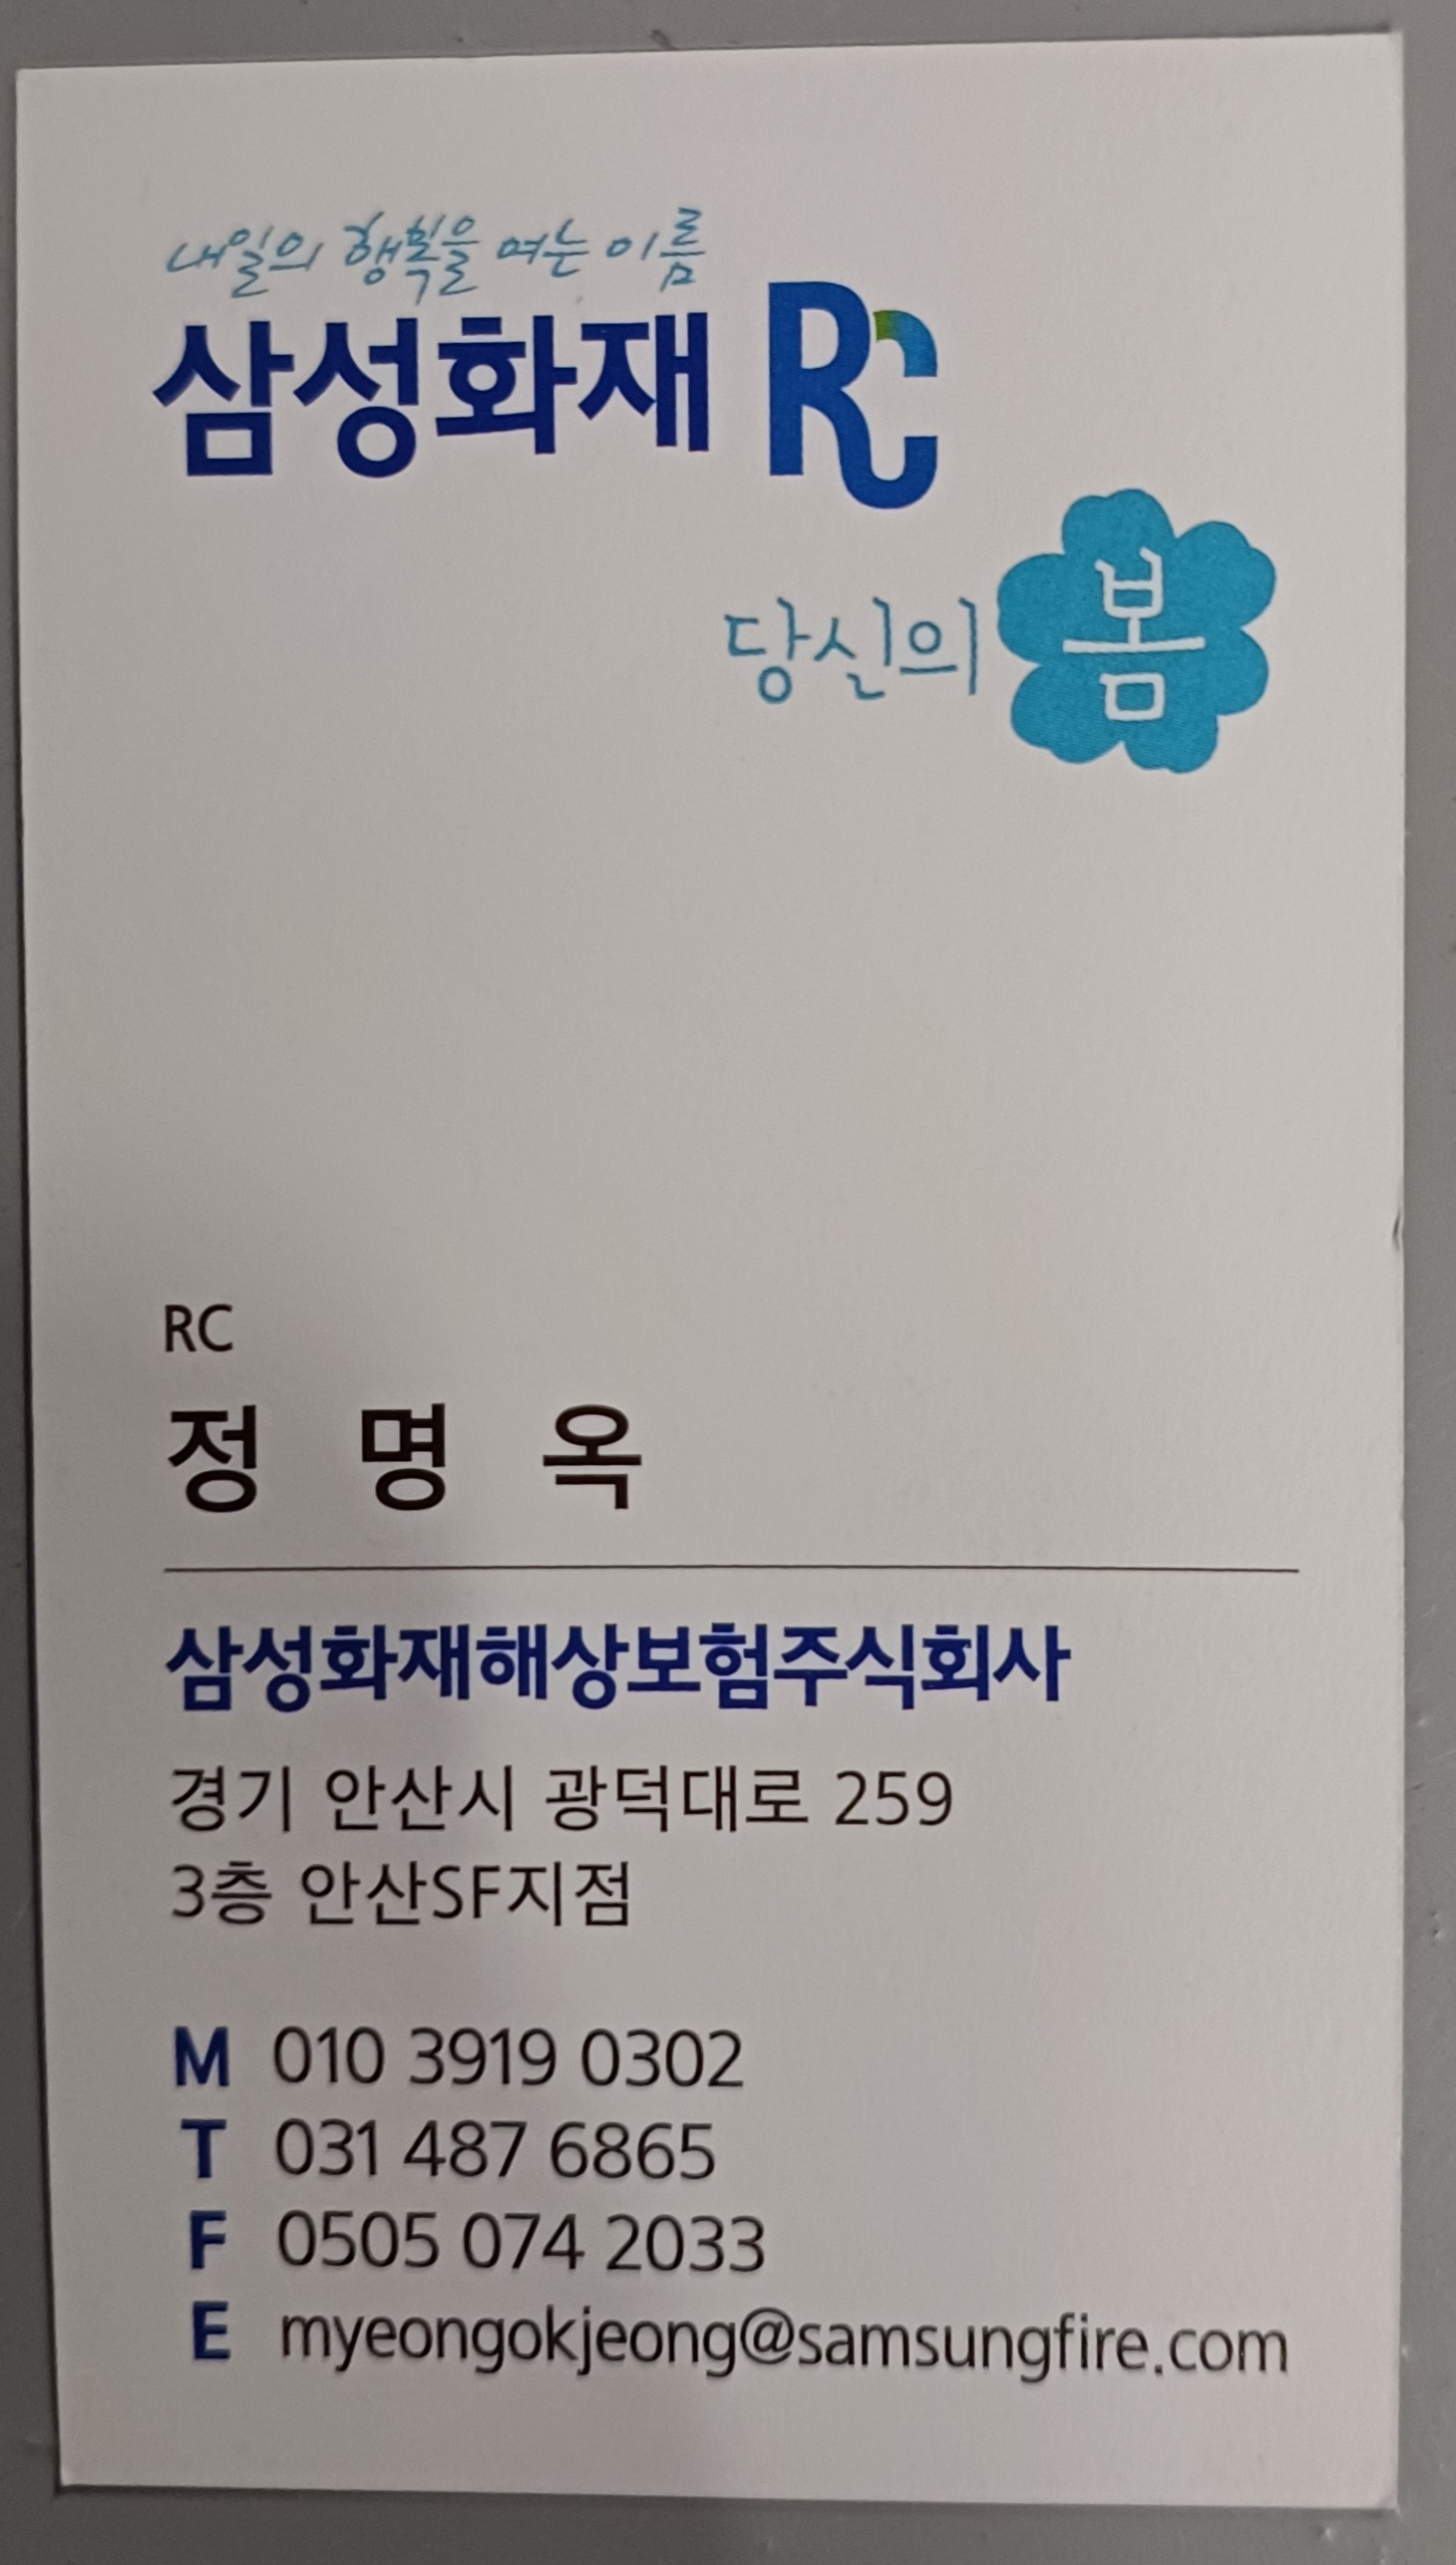 내일의 행복을 여는 이름
삼성화재 RC
당신의 봄
RC
정 명 옥
삼성화재해상보험주식회사
경기 안산시 광덕대로 259
3층 안산SF지점
M 010 3919 0302
T 031 487 6865
F 0505 074 2033
E myeongokjeong@samsungfire.com